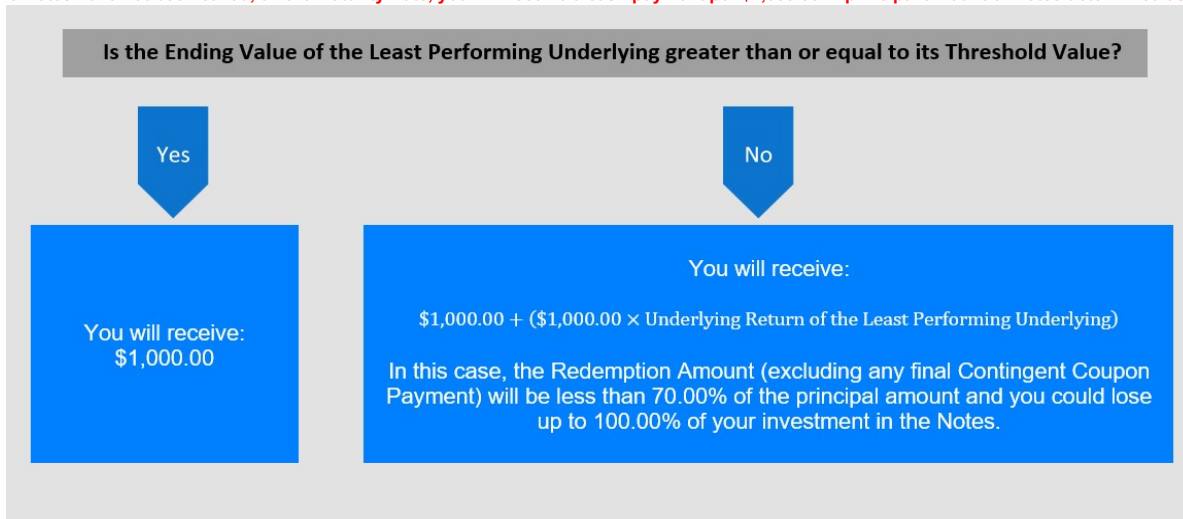 Is the Ending Value of the Least Performing Underlying greater than or equal to its Threshold Value?
Yes
No
You will receive:
$1,000.00
You will receive:
$1,000.00 + ($1,000.00 × Underlying Return of the Least Performing Underlying)
In this case, the Redemption Amount (excluding any final Contingent Coupon
Payment) will be less than 70.00% of the principal amount and you could lose
up to 100.00% of your investment in the Notes.